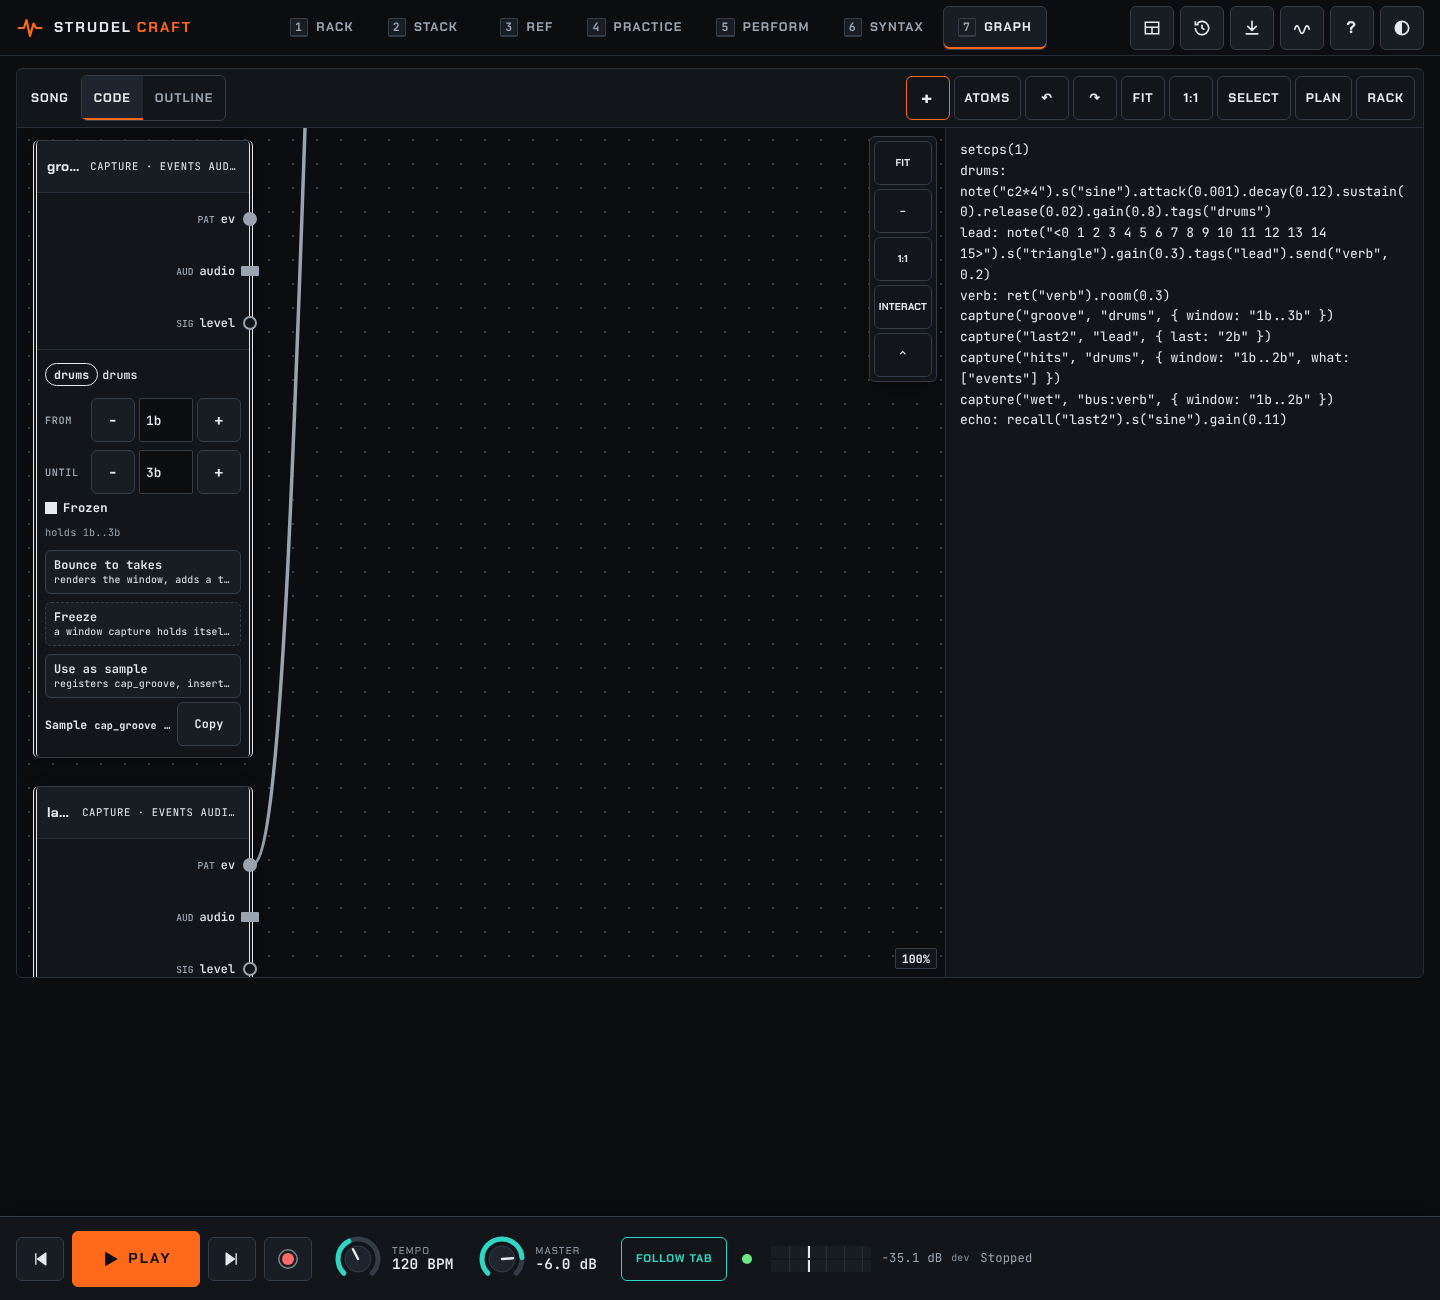 STRUDEL CRAFT
1 RACK
2 STACK
3 REF
4 PRACTICE
5 PERFORM
6 SYNTAX
7 GRAPH
?
SONG
CODE
OUTLINE
+
ATOMS
↶
↷
FIT
1:1
SELECT
PLAN
RACK
gro… CAPTURE · EVENTS AUD…
PAT ev
AUD audio
SIG level
drums drums
FROM - 1b +
UNTIL - 3b +
Frozen
holds 1b..3b
Bounce to takes
renders the window, adds a t…
Freeze
a window capture holds itsel…
Use as sample
registers cap_groove, insert…
Sample cap_groove … Copy
la… CAPTURE · EVENTS AUDI…
PAT ev
AUD audio
SIG level
FIT
-
1:1
INTERACT
^
100%
setcps(1)
drums:
note("c2*4").s("sine").attack(0.001).decay(0.12).sustain(
0).release(0.02).gain(0.8).tags("drums")
lead: note("<0 1 2 3 4 5 6 7 8 9 10 11 12 13 14
15>").s("triangle").gain(0.3).tags("lead").send("verb",
0.2)
verb: ret("verb").room(0.3)
capture("groove", "drums", { window: "1b..3b" })
capture("last2", "lead", { last: "2b" })
capture("hits", "drums", { window: "1b..2b", what:
["events"] })
capture("wet", "bus:verb", { window: "1b..2b" })
echo: recall("last2").s("sine").gain(0.11)
PLAY
TEMPO
120 BPM
MASTER
-6.0 dB
FOLLOW TAB
-35.1 dB dev Stopped